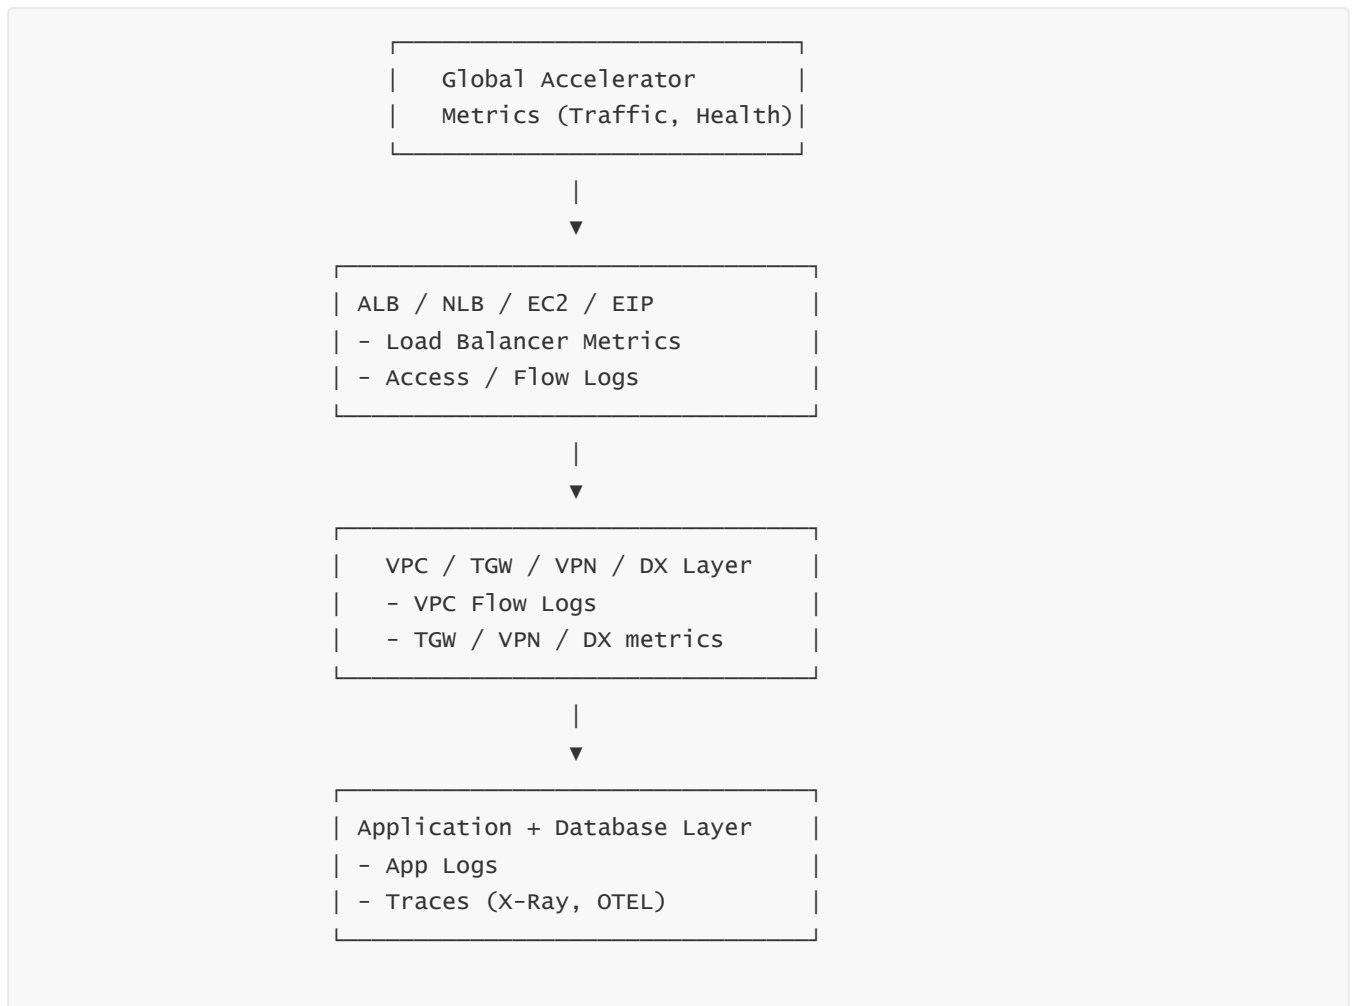 Global Accelerator
Metrics (Traffic, Health)
ALB / NLB / EC2 / EIP
- Load Balancer Metrics
- Access / Flow Logs
VPC / TGW / VPN / DX Layer
- VPC Flow Logs
- TGW / VPN / DX metrics
Application + Database Layer
- App Logs
- Traces (X-Ray, OTEL)